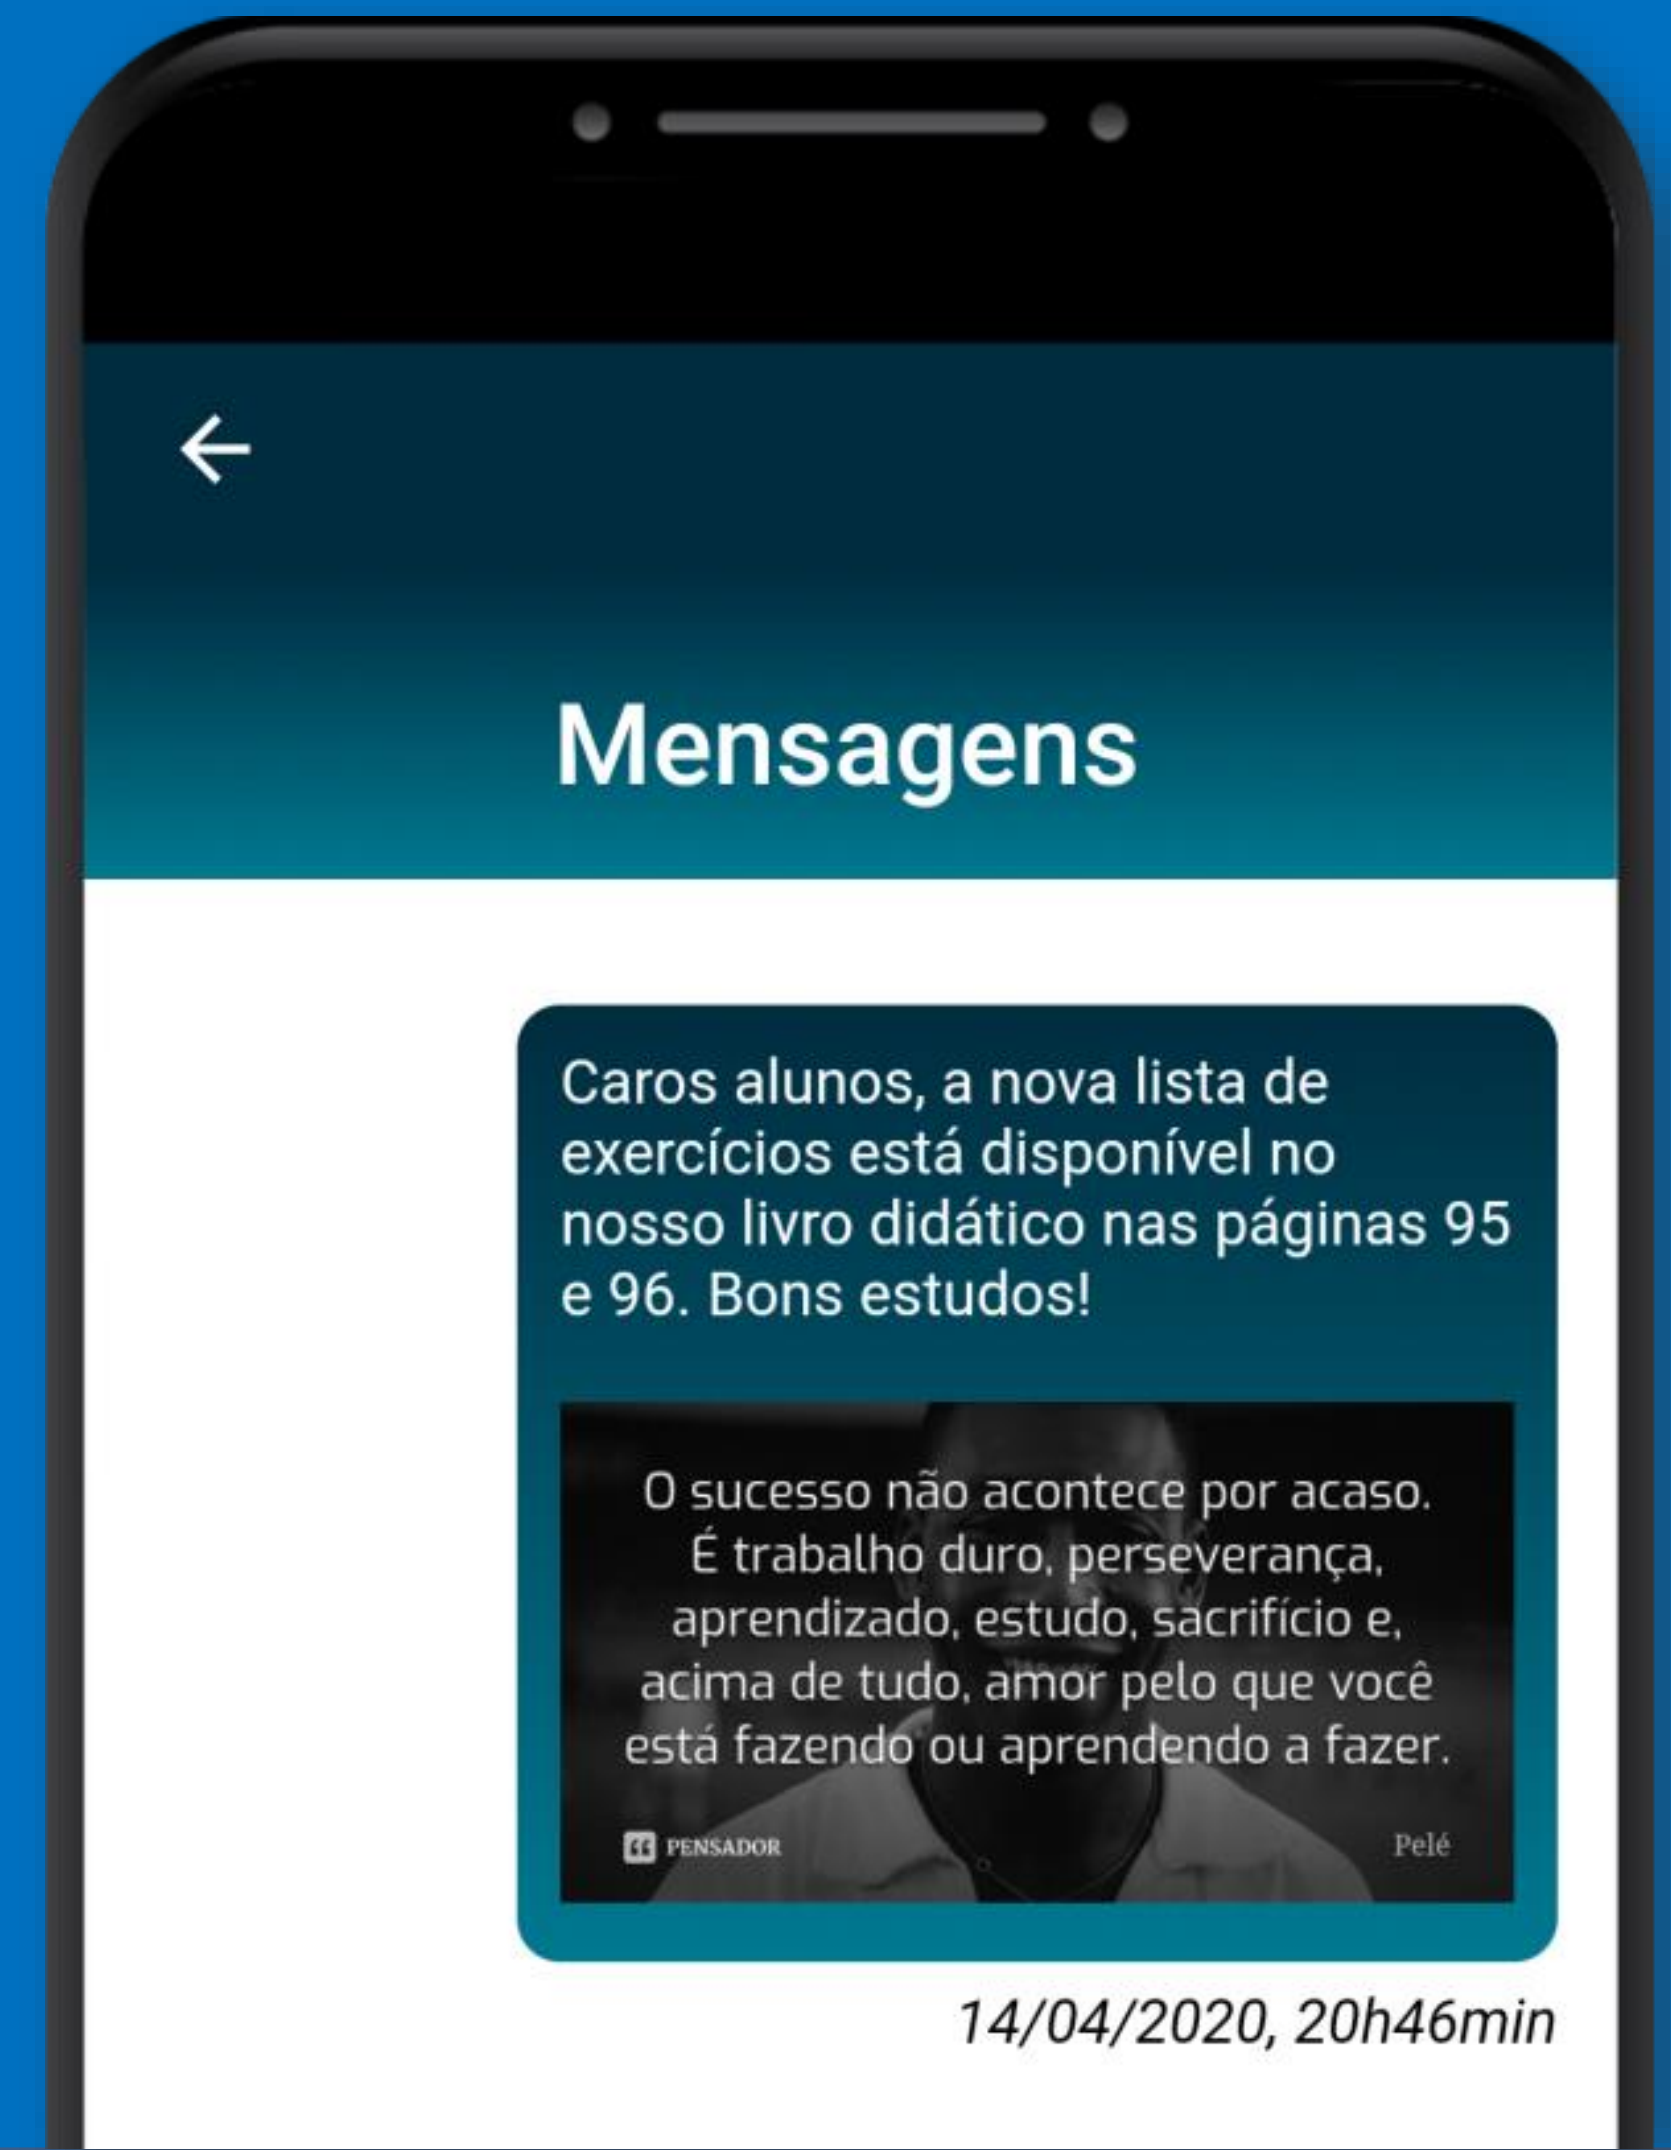 Mensagens
Caros alunos, a nova lista de
exercícios está disponível no
nosso livro didático nas páginas 95
e 96. Bons estudos!
O sucesso não acontece por acaso.
É trabalho duro, perseverança,
aprendizado, estudo, sacrifício e,
acima de tudo, amor pelo que você
está fazendo ou aprendendo a fazer.
PENSADOR
Pelé
14/04/2020, 20h46min